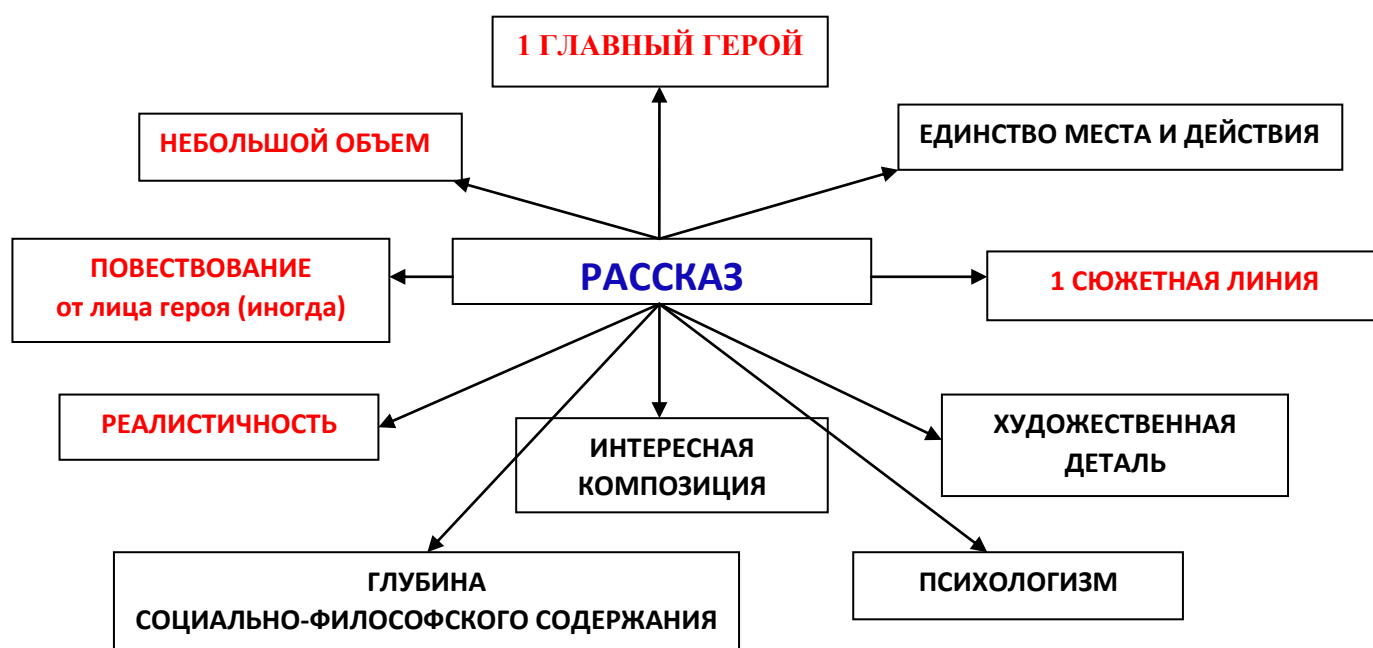 1 ГЛАВНЫЙ ГЕРОЙ
НЕБОЛЬШОЙ ОБЪЕМ
ЕДИНСТВО МЕСТА И ДЕЙСТВИЯ
ПОВЕСТВОВАНИЕ
от лица героя (иногда)
РАССКАЗ
1 СЮЖЕТНАЯ ЛИНИЯ
РЕАЛИСТИЧНОСТЬ
ИНТЕРЕСНАЯ
КОМПОЗИЦИЯ
ХУДОЖЕСТВЕННАЯ
ДЕТАЛЬ
ГЛУБИНА
СОЦИАЛЬНО-ФИЛОСОФСКОГО СОДЕРЖАНИЯ
ПСИХОЛОГИЗМ